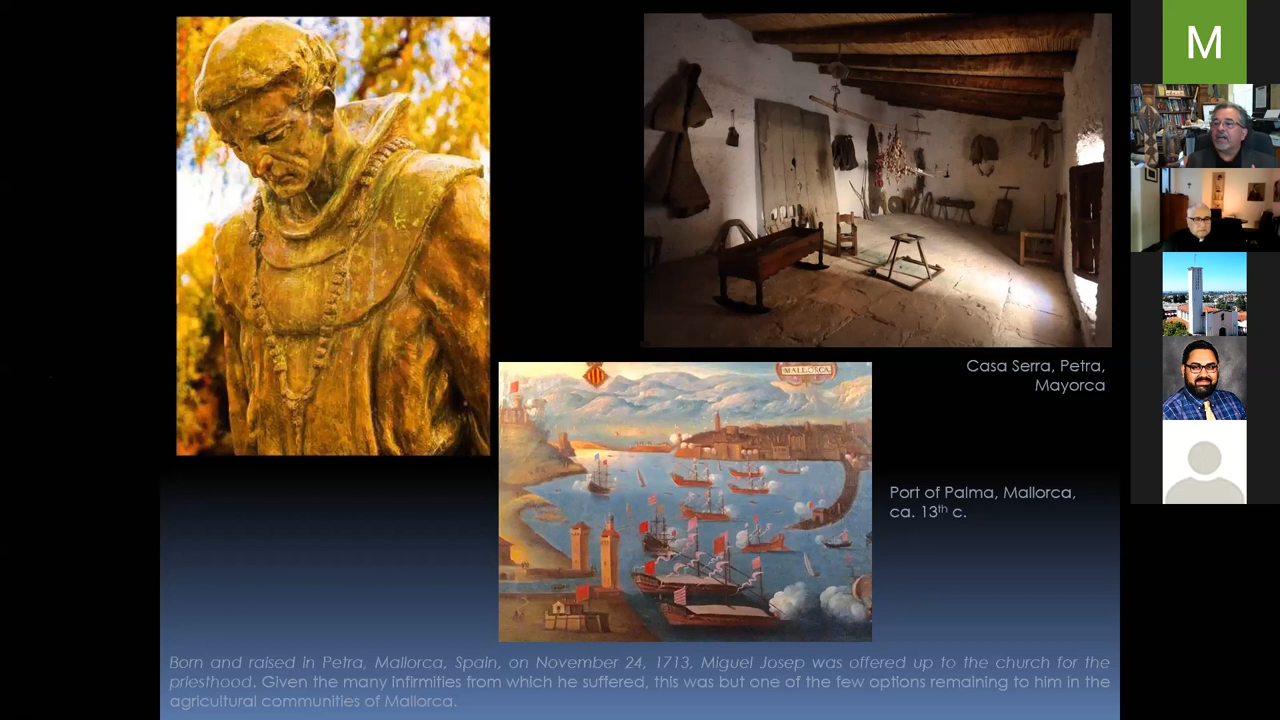 M
MALLORCA
Casa Serra, Petra,
Mayorca
Port of Palma, Mallorca,
ca. 13th c.
Born and raised in Petra, Mallorca, Spain, on November 24, 1713, Miguel Josep was offered up to the church for the
priesthood. Given the many infirmities from which he suffered, this was but one of the few options remaining to him in the
agricultural communities of Mallorca.